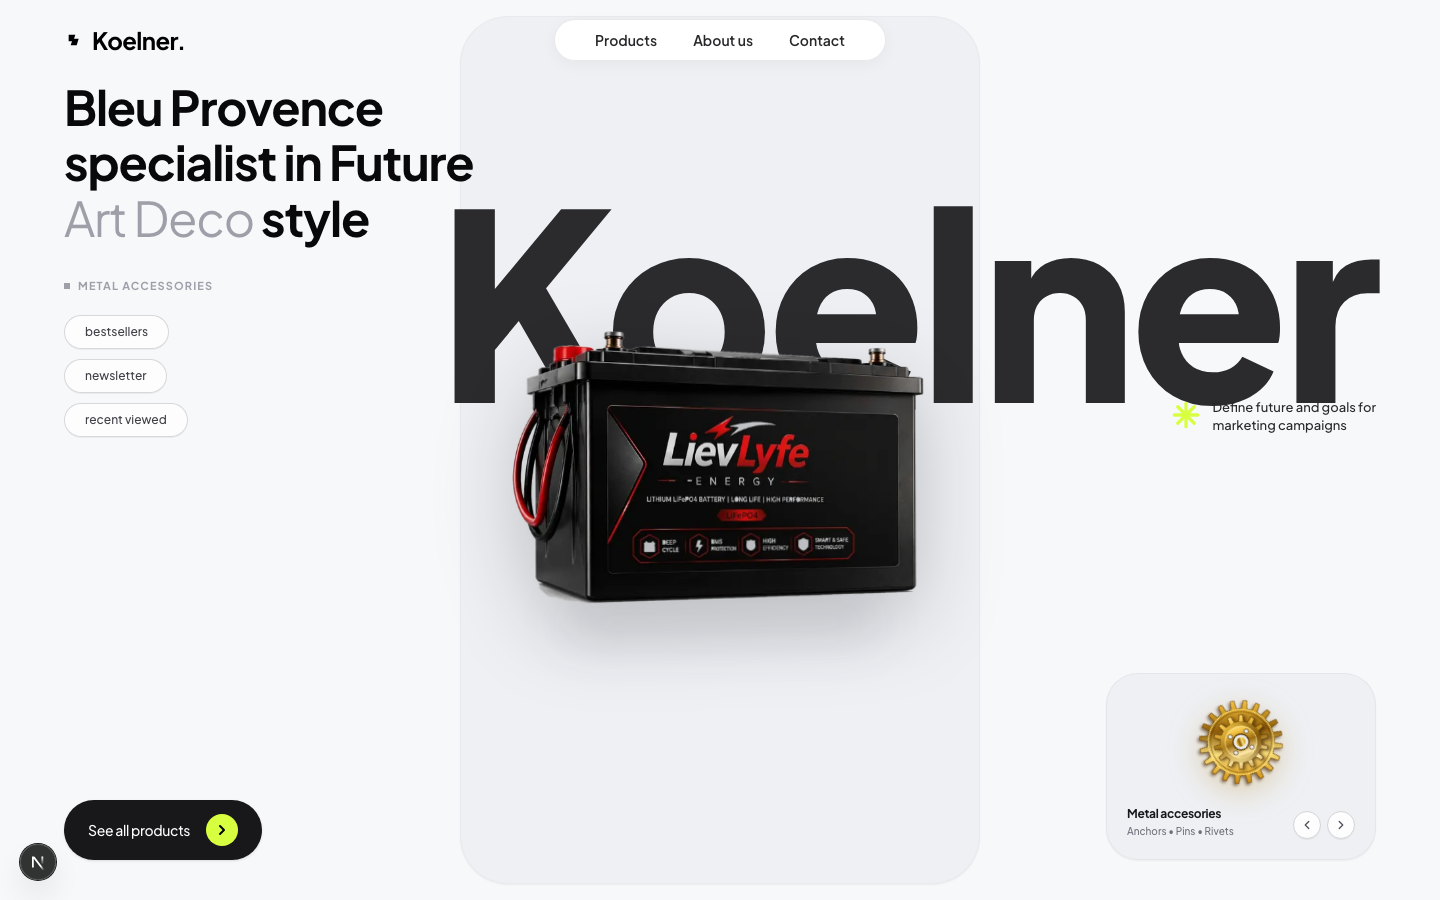 Koelner.
Products
About us
Contact
Bleu Provence
specialist in Future
Art Deco style
METAL ACCESSORIES
bestsellers
newsletter
recent viewed
Koelner
LievLyfe
ENERGY
LITHIUM LiFePO4 BATTERY | LONG LIFE | HIGH PERFORMANCE
LiFePO4
DEEP CYCLE
BMS PROTECTION
HIGH EFFICIENCY
SMART & SAFE TECHNOLOGY
Define future and goals for
marketing campaigns
Metal accesories
Anchors • Pins • Rivets
See all products
N